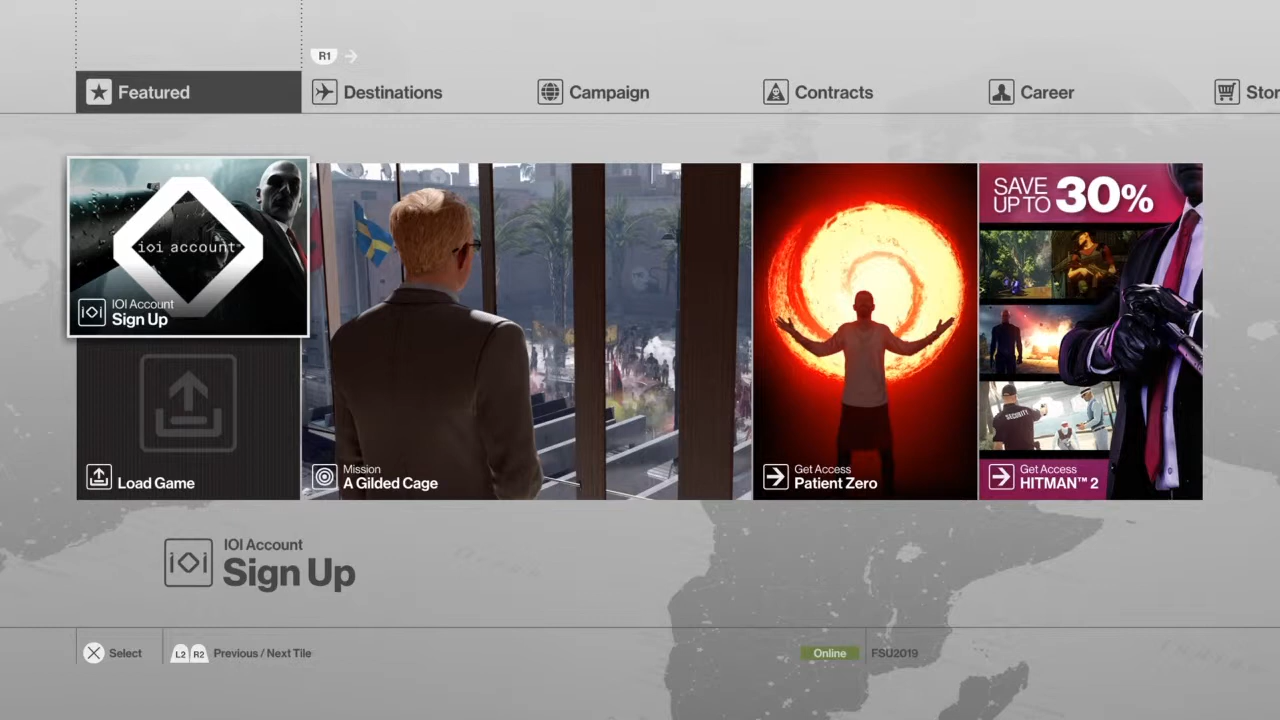 R1
Featured
Destinations
Campaign
Contracts
Career
Stor
ioi account
IOI Account
Sign Up
Load Game
Mission
A Gilded Cage
Get Access
Patient Zero
SAVE
UP TO 30%
SECURITY
Get Access
HITMAN™ 2
IOI Account
Sign Up
Select
L2 R2 Previous / Next Tile
Online
FSU2019